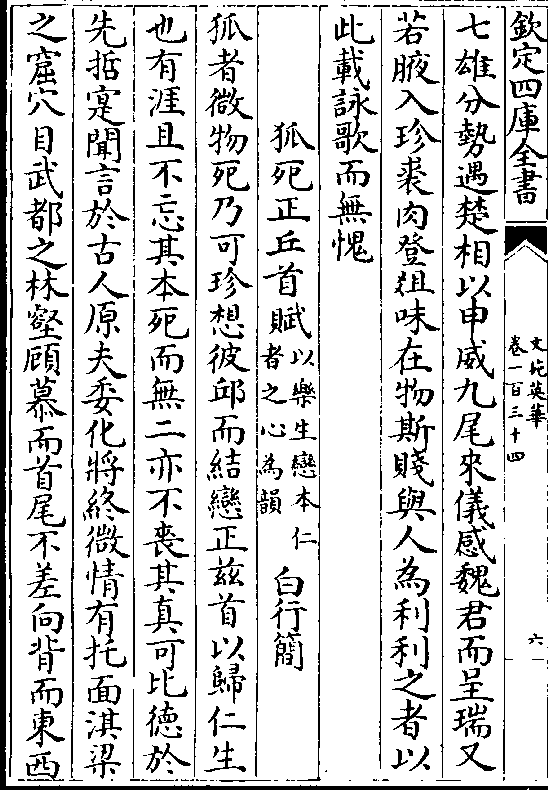 欽定四庫全書
文苑英華
卷一百三十四
六
七雄分勢遇楚相以申威九尾來儀感魏君而呈瑞又
若腋入珍裘肉登俎味在物斯賤與人為利利之者以
此載詠歌而無愧
狐死正丘首賦以樂生戀本仁
者之心為韻
白行簡
狐者微物死乃可珍想彼邱而結戀正兹首以歸仁生
也有涯且不忘其本死而無二亦不喪其真可比德於
先哲寔聞言於古人原夫委化將終微情有托面淇梁
之窟穴目武都之林壑顧慕而首尾不差向背而東西